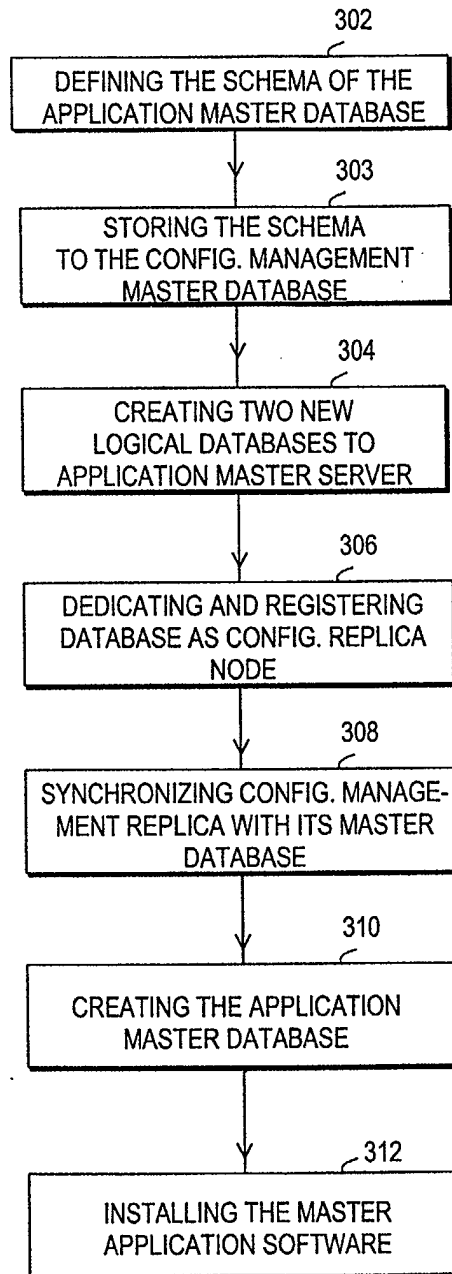 302
DEFINING THE SCHEMA OF THE
APPLICATION MASTER DATABASE
303
STORING THE SCHEMA
TO THE CONFIG. MANAGEMENT
MASTER DATABASE
304
CREATING TWO NEW
LOGICAL DATABASES TO
APPLICATION MASTER SERVER
306
DEDICATING AND REGISTERING
DATABASE AS CONFIG. REPLICA
NODE
308
SYNCHRONIZING CONFIG. MANAGE-
MENT REPLICA WITH ITS MASTER
DATABASE
310
CREATING THE APPLICATION
MASTER DATABASE
312
INSTALLING THE MASTER
APPLICATION SOFTWARE